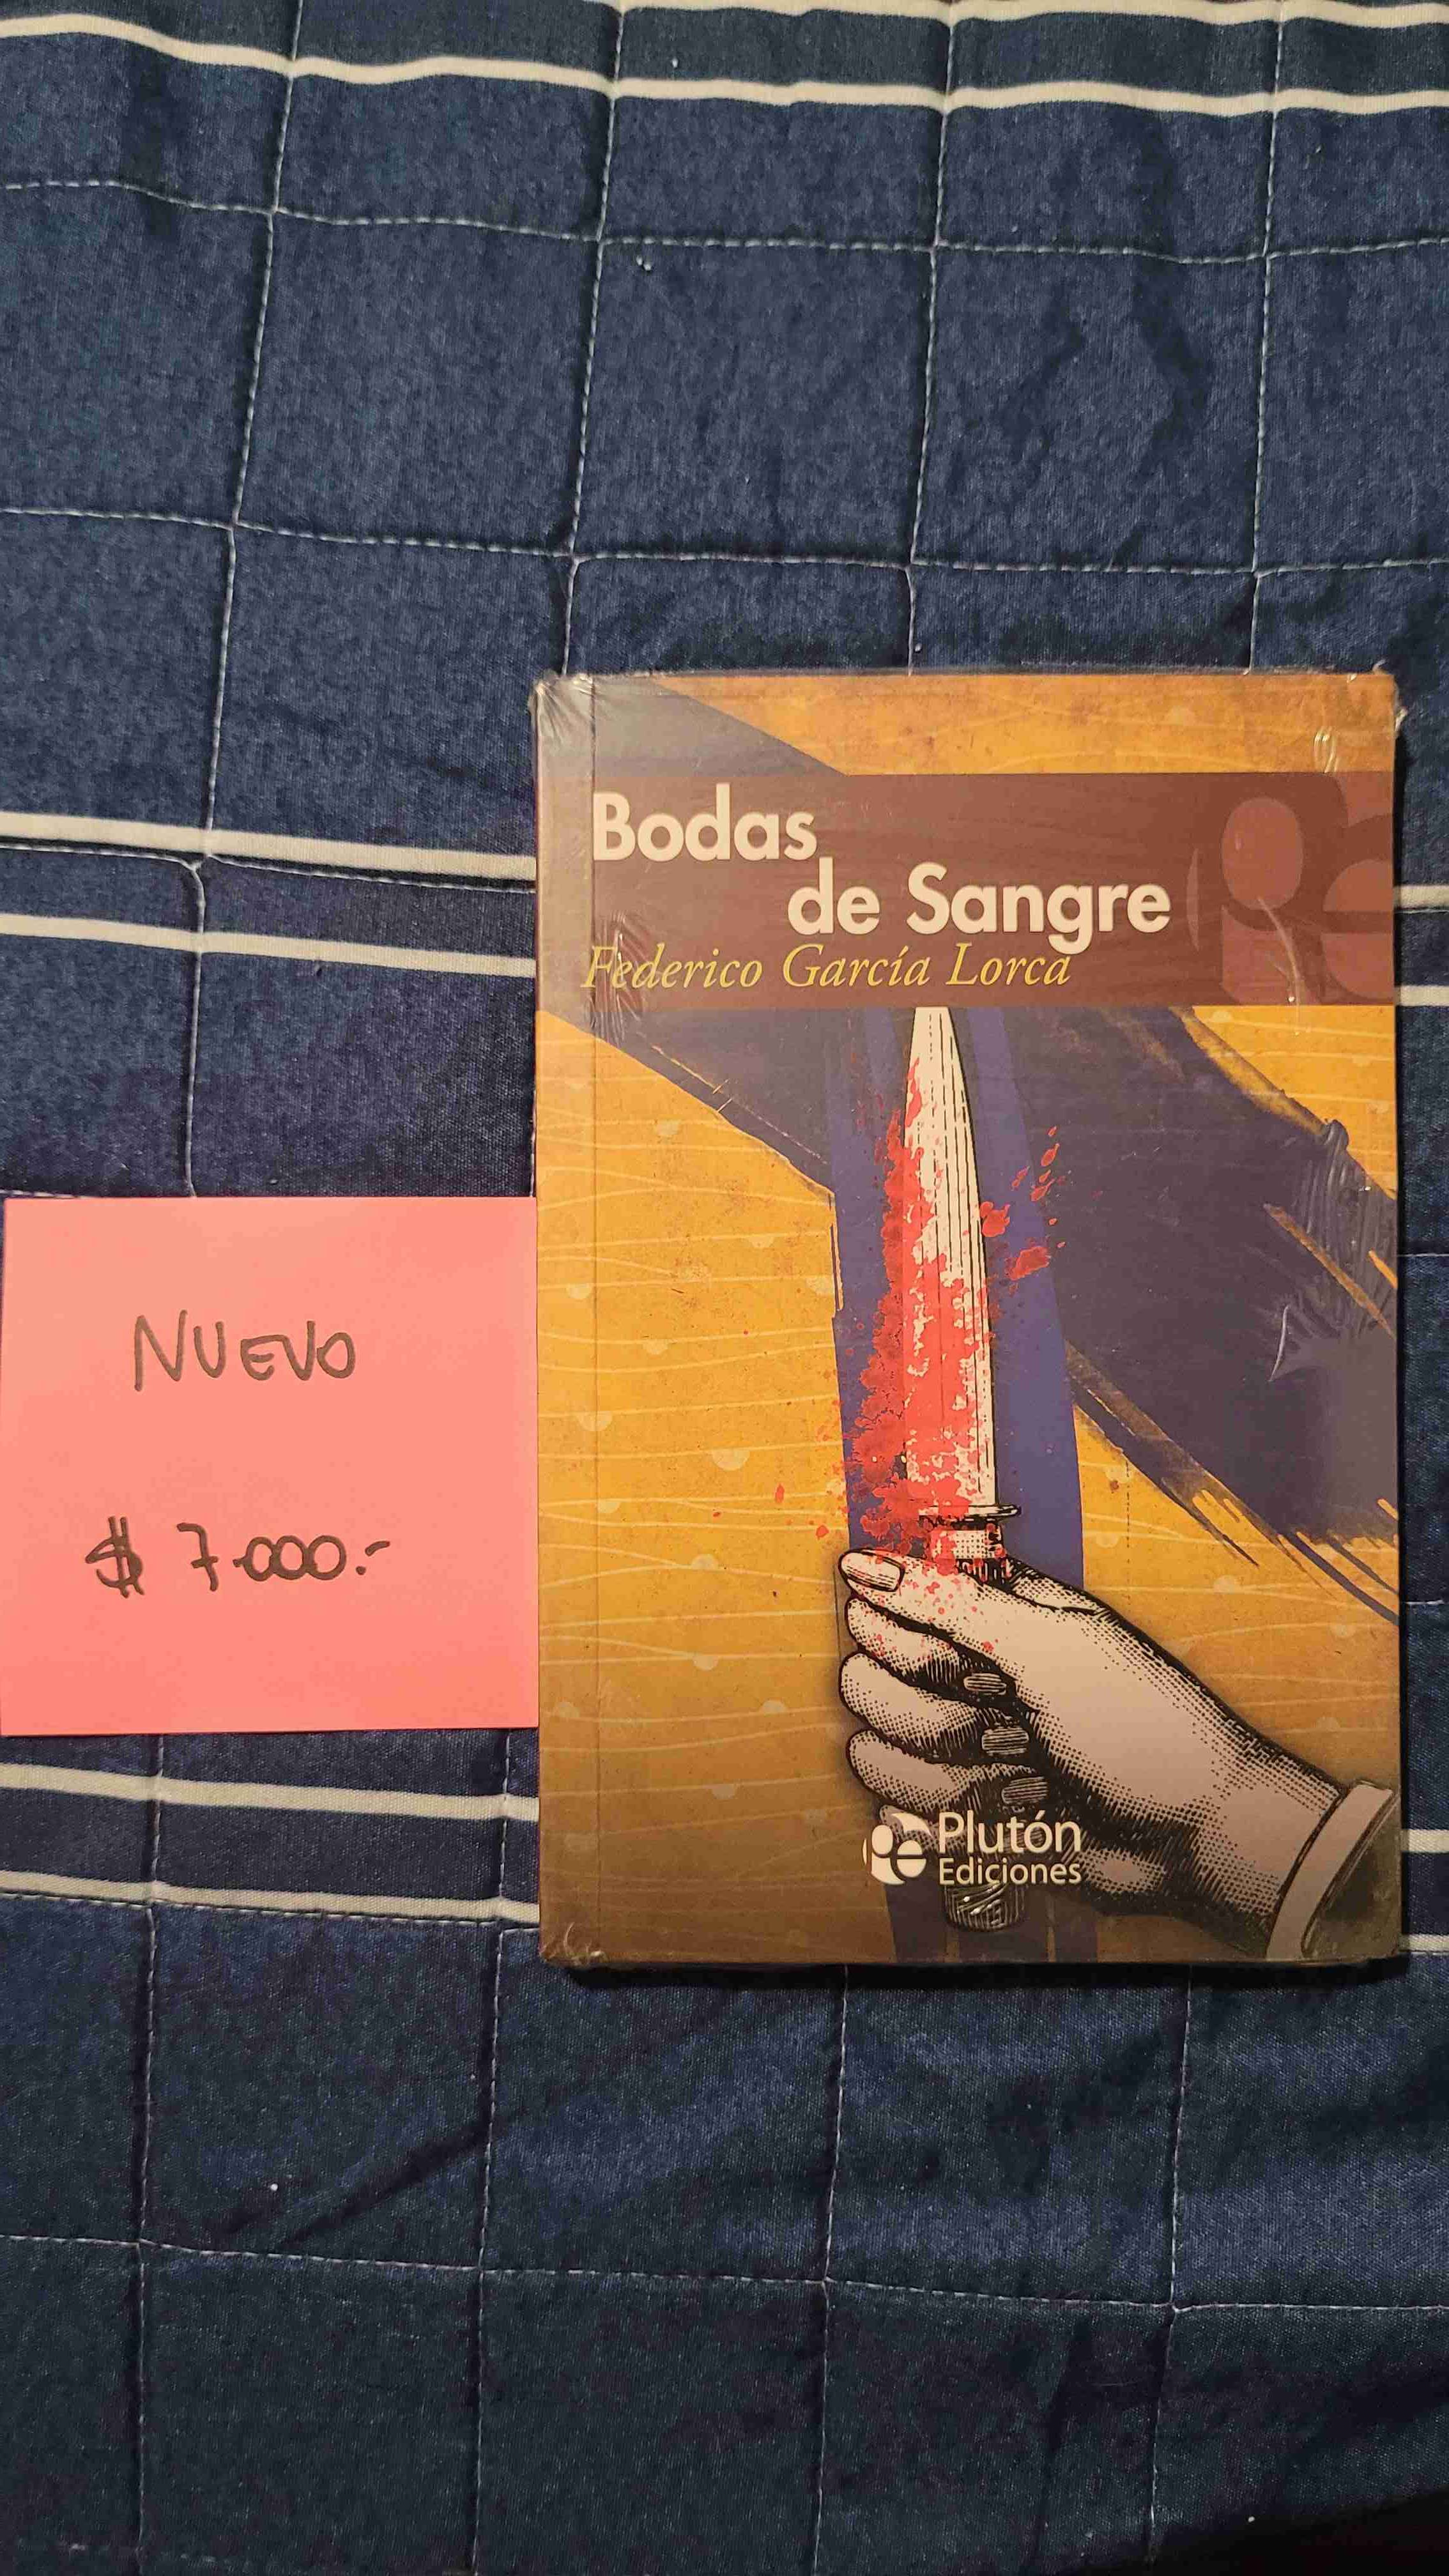 Bodas
de Sangre
Federico García Lorca
NUEVO
$ 7.000.-
Plutón
Ediciones